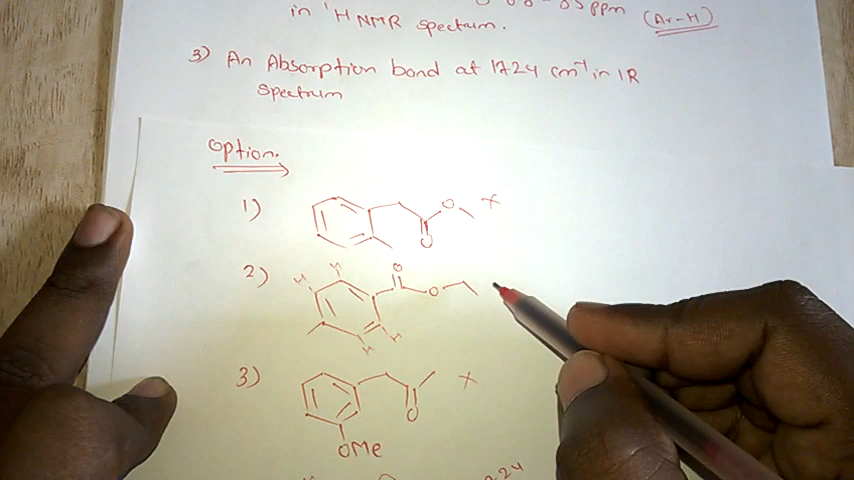 ppm (Ar-H)
in ¹H NMR spectrum.
3) An Absorption band at 1724 cm⁻¹ in IR
spectrum
Option.
1) O O x
2) H H O O H H
3) O OMe x